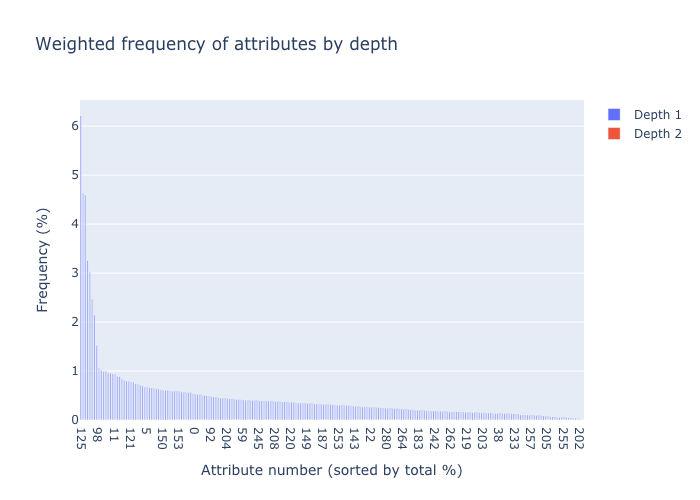 Weighted frequency of attributes by depth
Depth 1
Depth 2
6
5
4
3
2
1
0
Frequency (%)
125 98 11 121 5 150 153 0 92 204 59 245 208 220 149 187 253 143 22 280 264 183 242 262 219 203 38 233 257 205 255 202
Attribute number (sorted by total %)